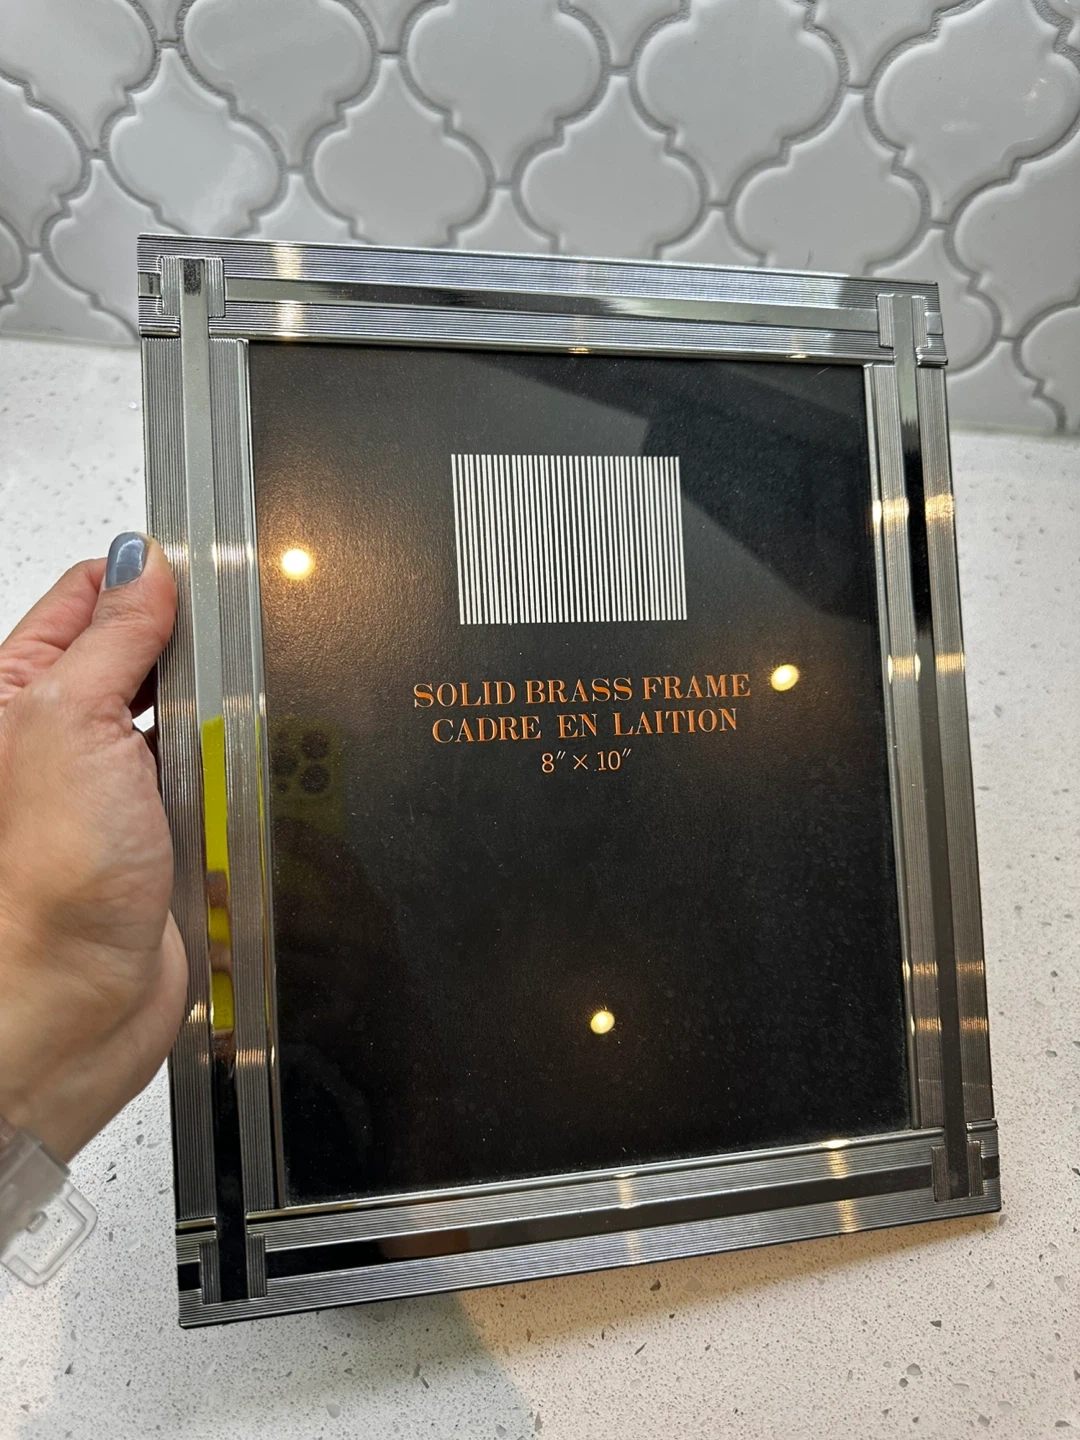 SOLID BRASS FRAME
CADRE EN LAITION
8" × 10"